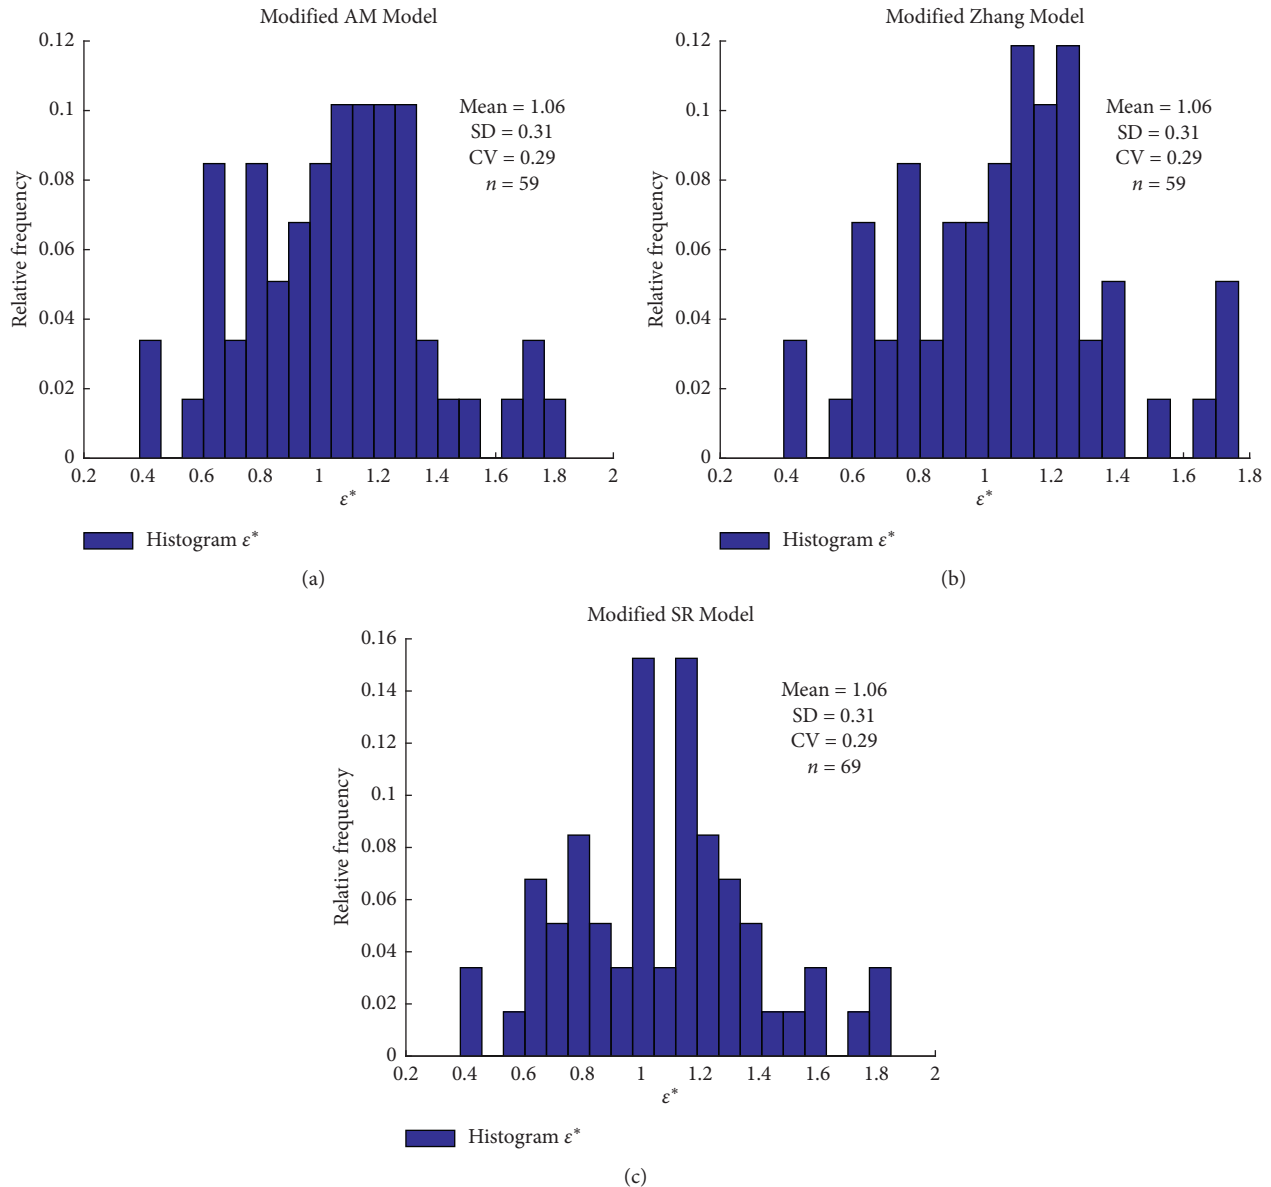 Modified AM Model
0.12
0.1
0.08
0.06
0.04
0.02
0
Relative frequency
Mean = 1.06
SD = 0.31
CV = 0.29
n = 59
0.2 0.4 0.6 0.8 1 1.2 1.4 1.6 1.8 2
ε*
Histogram ε*
(a)
Modified Zhang Model
0.12
0.1
0.08
0.06
0.04
0.02
0
Relative frequency
Mean = 1.06
SD = 0.31
CV = 0.29
n = 59
0.2 0.4 0.6 0.8 1 1.2 1.4 1.6 1.8
ε*
Histogram ε*
(b)
Modified SR Model
0.16
0.14
0.12
0.1
0.08
0.06
0.04
0.02
0
Relative frequency
Mean = 1.06
SD = 0.31
CV = 0.29
n = 69
0.2 0.4 0.6 0.8 1 1.2 1.4 1.6 1.8 2
ε*
Histogram ε*
(c)